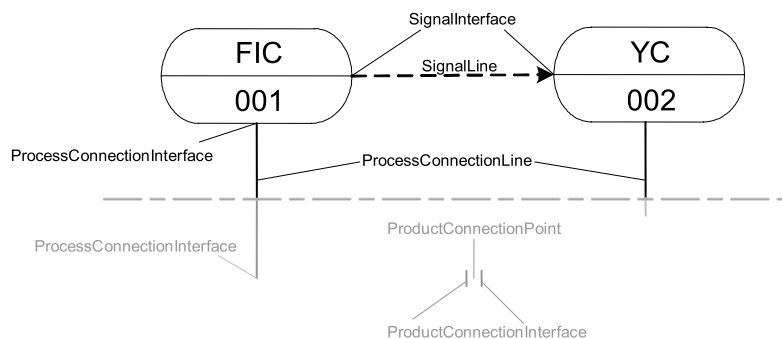 SignalInterface
FIC
YC
SignalLine
001
002
ProcessConnectionInterface
ProcessConnectionLine
ProductConnectionPoint
ProcessConnectionInterface
ProductConnectionInterface